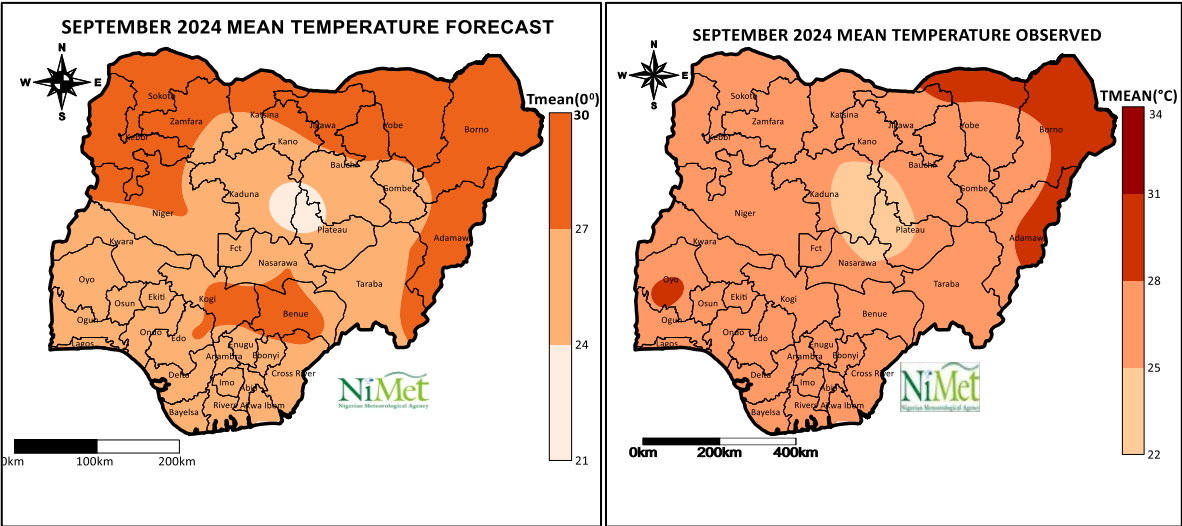 SEPTEMBER 2024 MEAN TEMPERATURE FORECAST
N
W E
S
Tmean(0⁰)
30
27
24
21
Sokoto
Zamfara
Katsina
Kebbi
Kano
Jigawa
Yobe
Borno
Bauchi
Gombe
Kaduna
Niger
Plateau
Adamawa
Kwara
Fct
Nasarawa
Taraba
Oyo
Osun
Ekiti
Kogi
Benue
Ogun
Ondo
Edo
Lagos
Enugu
Anambra
Ebonyi
Cross River
Delta
Imo
Abia
Bayelsa
Rivers
Akwa Ibom
NiMet
Nigerian Meteorological Agency
0km 100km 200km
SEPTEMBER 2024 MEAN TEMPERATURE OBSERVED
N
W E
S
TMEAN(°C)
34
31
28
25
22
Sokoto
Zamfara
Katsina
Kebbi
Kano
Jigawa
Yobe
Borno
Bauchi
Gombe
Kaduna
Niger
Plateau
Adamawa
Kwara
Fct
Nasarawa
Taraba
Oyo
Osun
Ekiti
Kogi
Benue
Ogun
Ondo
Edo
Lagos
Enugu
Anambra
Ebonyi
Cross River
Delta
Imo
Abia
Bayelsa
Rivers
Akwa Ibom
NiMet
Nigerian Meteorological Agency
0km 200km 400km